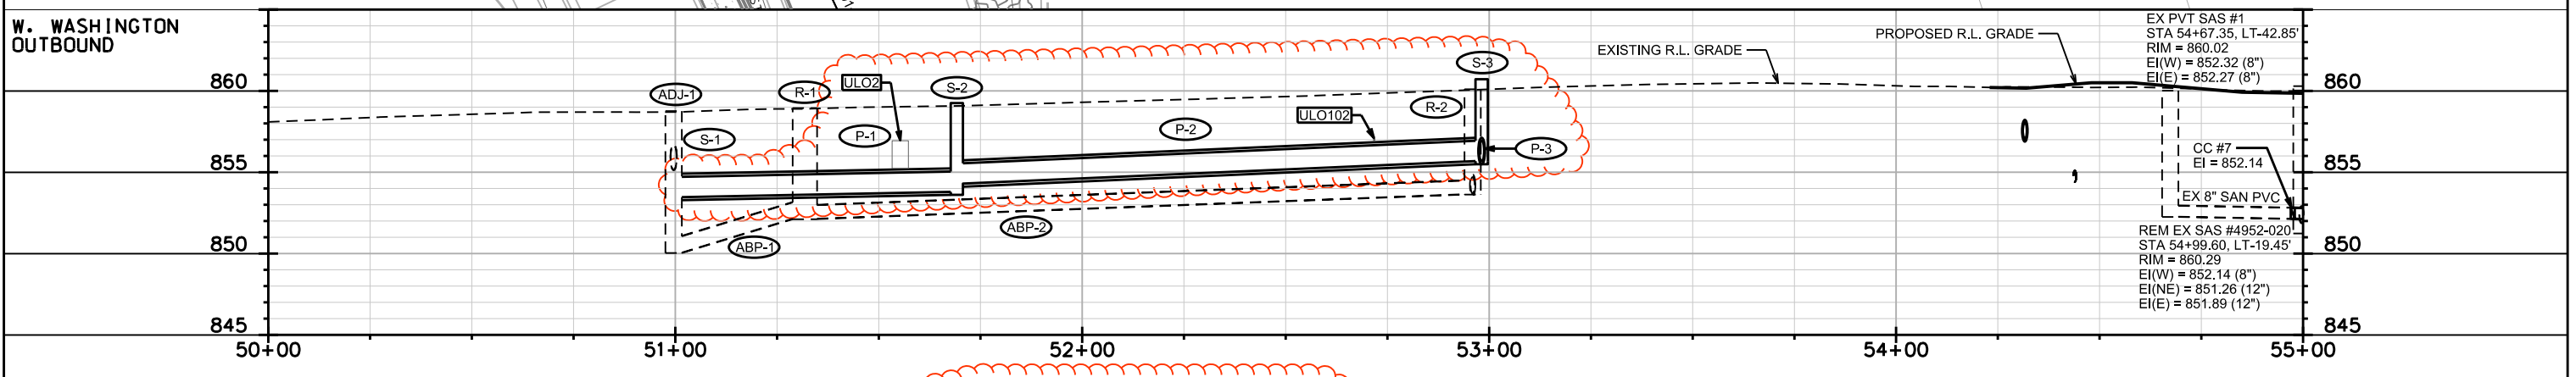 W. WASHINGTON
OUTBOUND
860
855
850
845
ADJ-1
R-1
ULO2
S-2
S-1
P-1
P-2
ULO102
R-2
S-3
P-3
ABP-1
ABP-2
EXISTING R.L. GRADE
PROPOSED R.L. GRADE
EX PVT SAS #1
STA 54+67.35, LT-42.85'
RIM = 860.02
EI(W) = 852.32 (8")
EI(E) = 852.27 (8")
CC #7
EI = 852.14
EX 8" SAN PVC
REM EX SAS #4952-020
STA 54+99.60, LT-19.45'
RIM = 860.29
EI(W) = 852.14 (8")
EI(NE) = 851.26 (12")
EI(E) = 851.89 (12")
860
855
850
845
50+00
51+00
52+00
53+00
54+00
55+00